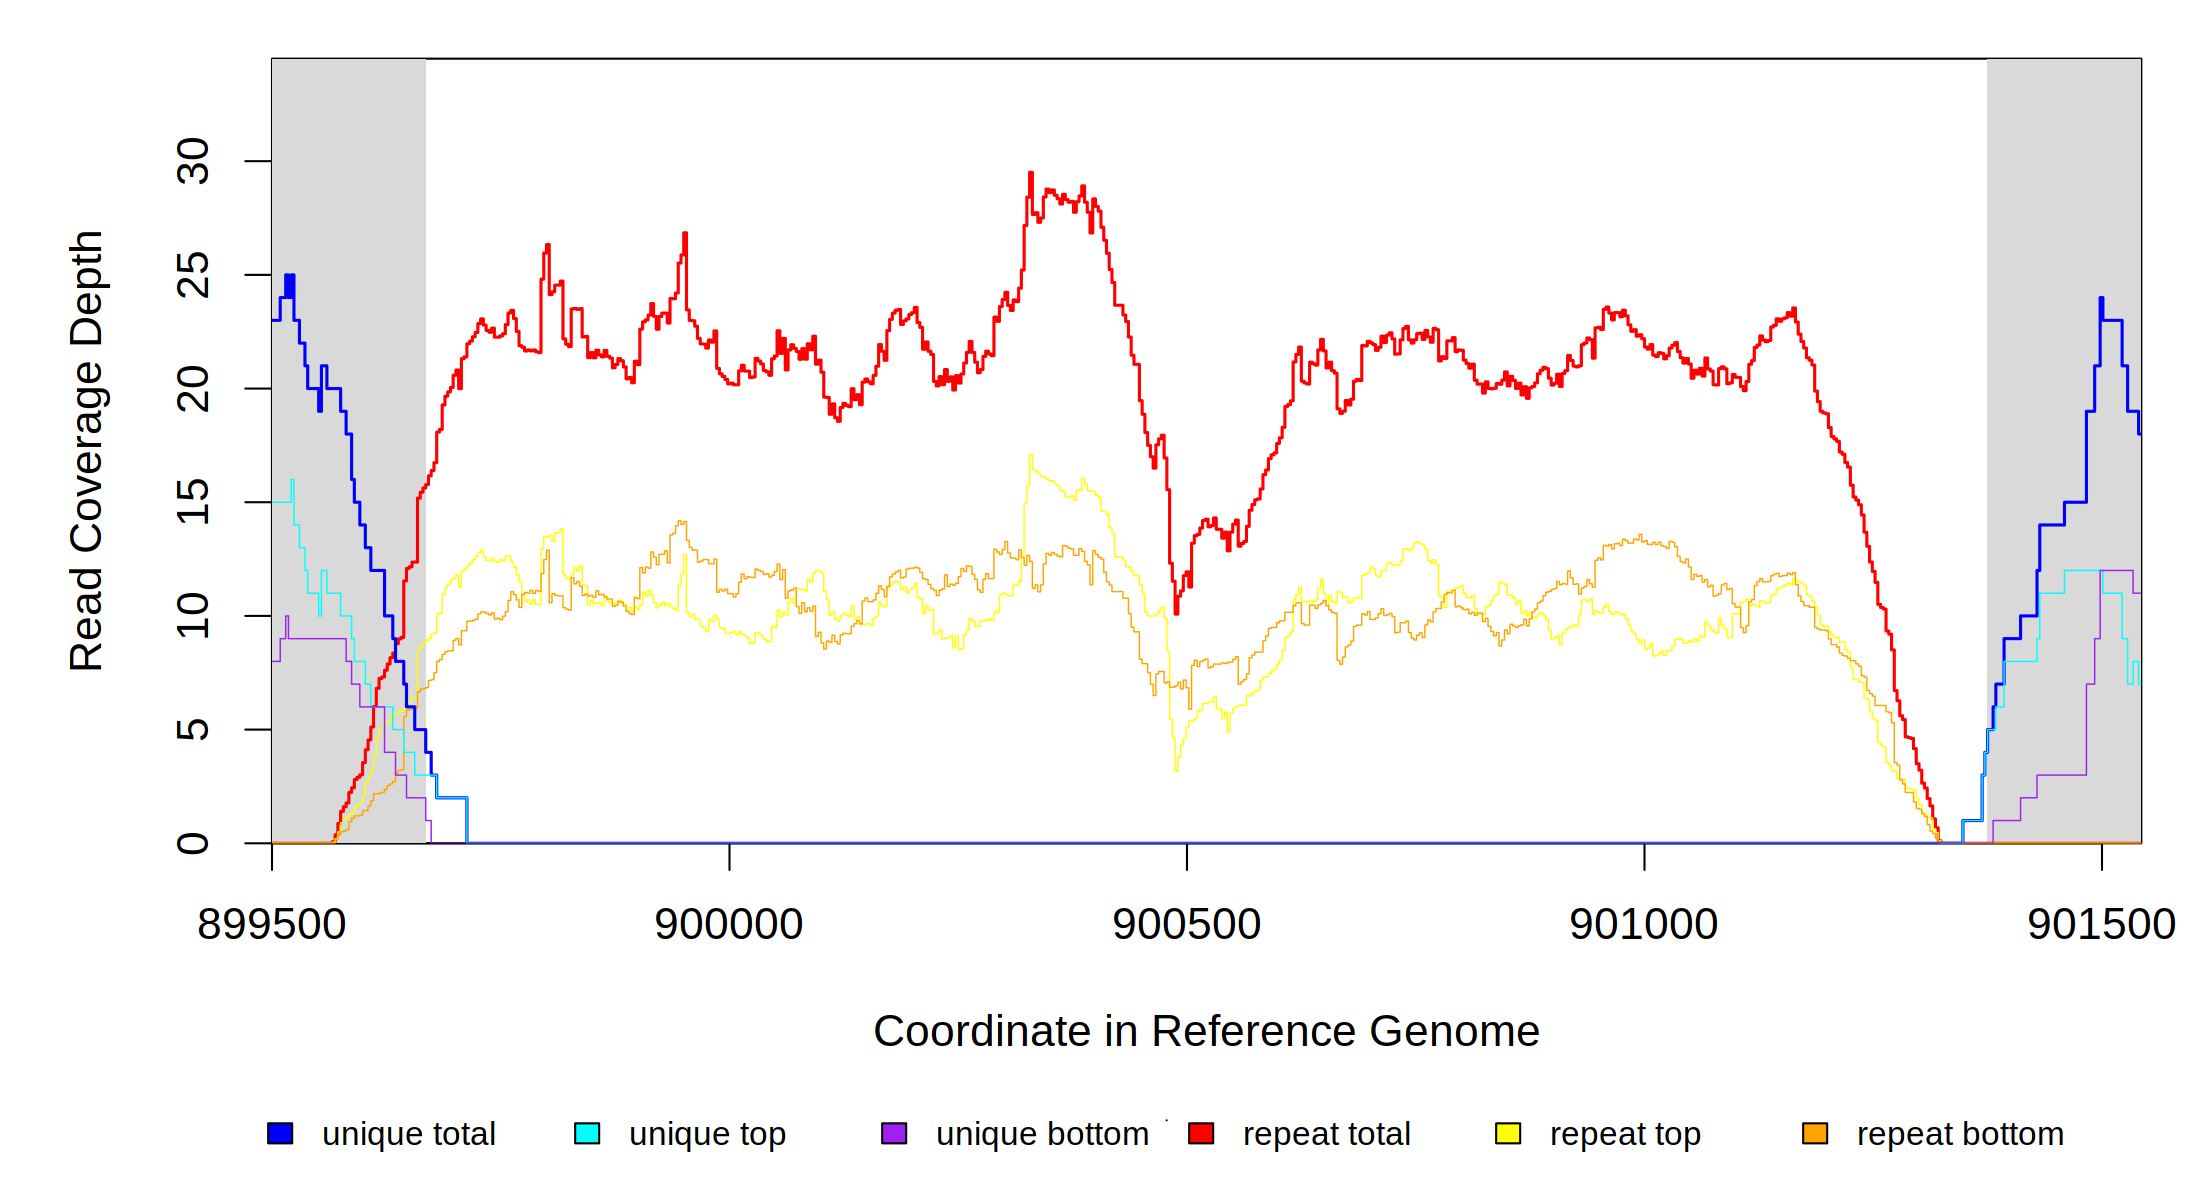 Read Coverage Depth
30
25
20
15
10
5
0
899500 900000 900500 901000 901500
Coordinate in Reference Genome
unique total unique top unique bottom repeat total repeat top repeat bottom